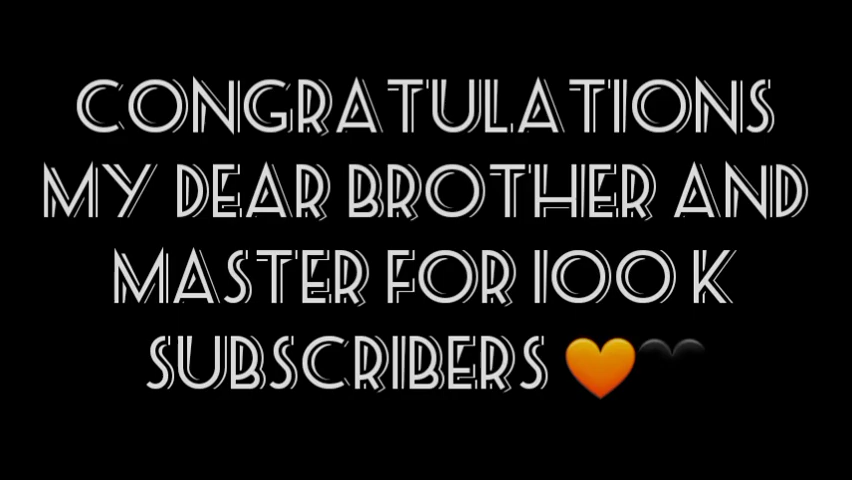 CONGRATULATIONS
MY DEAR BROTHER AND
MASTER FOR 100 K
SUBSCRIBERS 🧡🖤